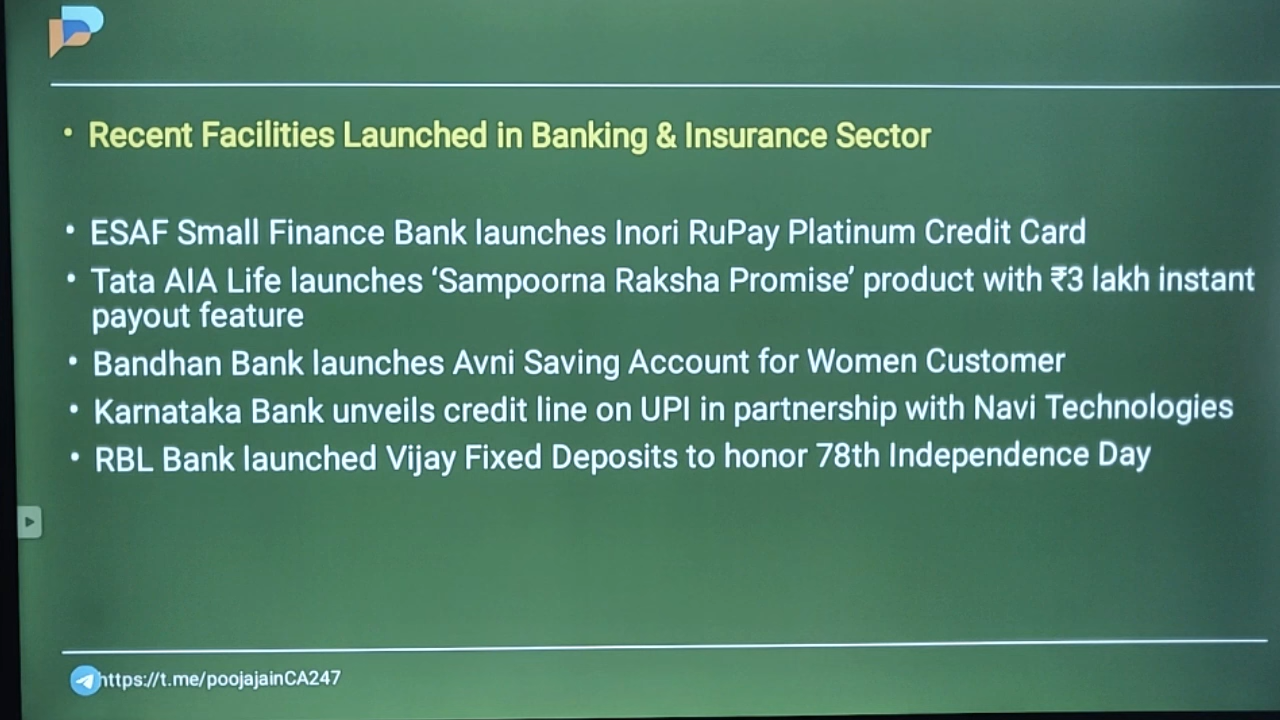 • Recent Facilities Launched in Banking & Insurance Sector
• ESAF Small Finance Bank launches Inori RuPay Platinum Credit Card
• Tata AIA Life launches ‘Sampoorna Raksha Promise’ product with ₹3 lakh instant
payout feature
• Bandhan Bank launches Avni Saving Account for Women Customer
• Karnataka Bank unveils credit line on UPI in partnership with Navi Technologies
• RBL Bank launched Vijay Fixed Deposits to honor 78th Independence Day
https://t.me/poojajainCA247